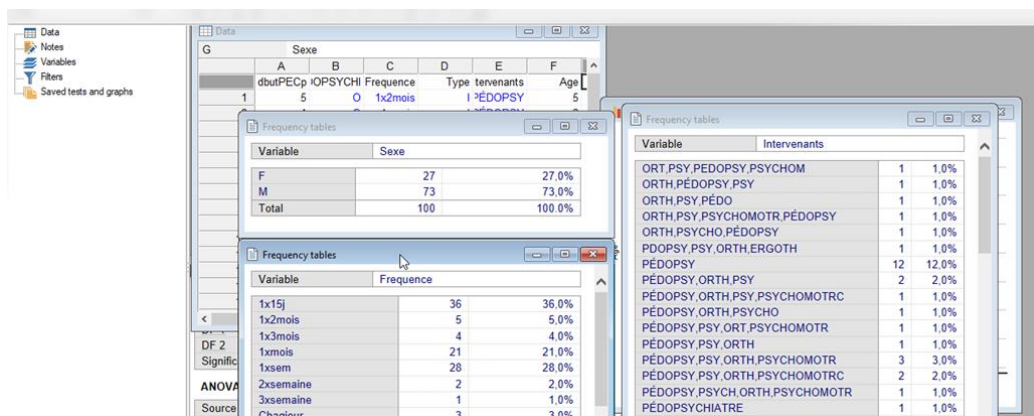 Data
Notes
Variables
Filters
Saved tests and graphs
Data
G Sexe
A B C D E F
dbutPECp Frequence Type tervenants Age
1 5 O 1x2mois I PÉDOPSY 5
Frequency tables
Variable Sexe
F 27 27,0%
M 73 73,0%
Total 100 100.0%
Frequency tables
Variable Frequence
1x15j 36 36,0%
1x2mois 5 5,0%
1x3mois 4 4,0%
1xmois 21 21,0%
1xsem 28 28,0%
2xsemaine 2 2,0%
3xsemaine 1 1,0%
3 3,0%
DF 2
Signific
ANOVA
Source
Frequency tables
Variable Intervenants
ORT,PSY,PEDOPSY,PSYCHOM 1 1,0%
ORTH,PÉDOPSY,PSY 1 1,0%
ORTH,PSY,PÉDO 1 1,0%
ORTH,PSY,PSYCHOMOTR,PÉDOPSY 1 1,0%
ORTH,PSYCHO,PÉDOPSY 1 1,0%
PDOPSY,PSY,ORTH,ERGOTH 1 1,0%
PÉDOPSY 12 12,0%
PÉDOPSY,ORTH,PSY 2 2,0%
PÉDOPSY,ORTH,PSY,PSYCHOMOTRC 1 1,0%
PÉDOPSY,ORTH,PSYCHO 1 1,0%
PÉDOPSY,PSY,ORT,PSYCHOMOTR 1 1,0%
PÉDOPSY,PSY,ORTH 1 1,0%
PÉDOPSY,PSY,ORTH,PSYCHOMOTR 3 3,0%
PÉDOPSY,PSY,ORTH,PSYCHOMOTRC 2 2,0%
PÉDOPSY,PSYCH,ORTH,PSYCHOMOTR 1 1,0%
PÉDOPSYCHIATRE 1 1,0%